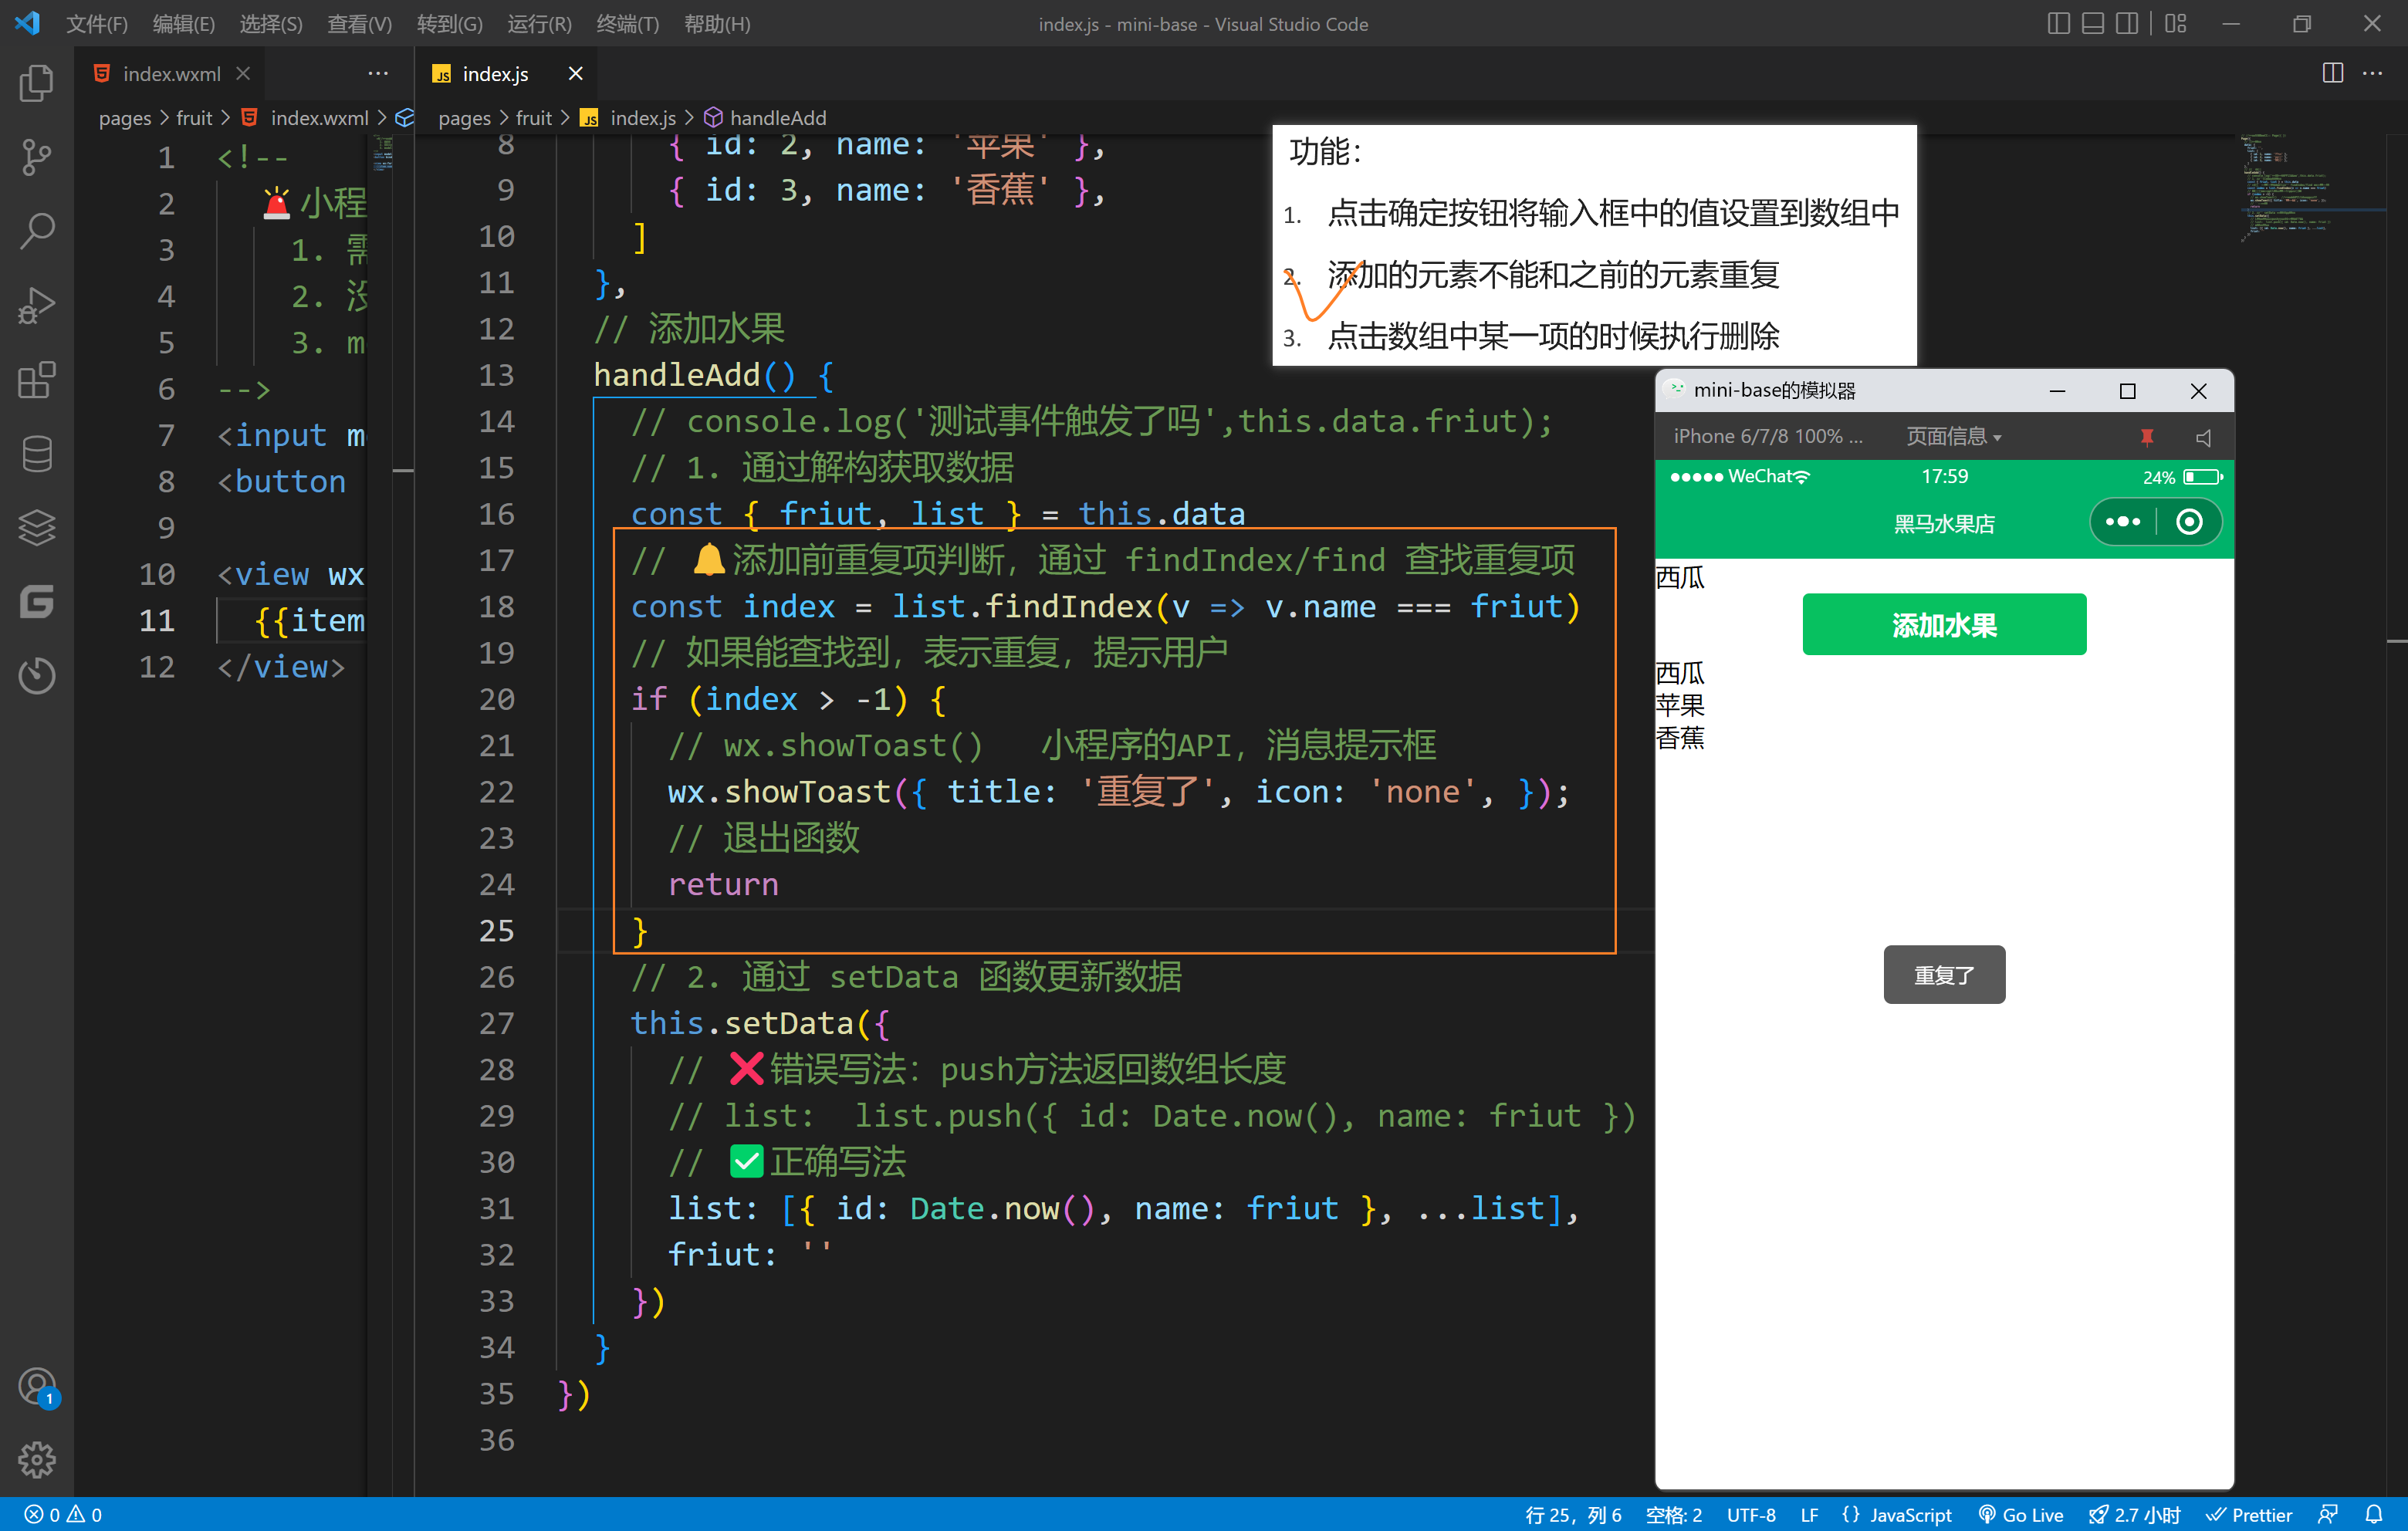 文件(F) 编辑(E) 选择(S) 查看(V) 转到(G) 运行(R) 终端(T) 帮助(H)
index.js - mini-base - Visual Studio Code
index.wxml
index.js
pages > fruit > index.wxml >
pages > fruit > index.js > handleAdd
1 <!--
2 🚨小程
3 1. 需
4 2. 没
5 3. m
6 -->
7 <input m
8 <button
9
10 <view wx
11 {{item
12 </view>
8 { id: 2, name: '苹果' },
9 { id: 3, name: '香蕉' },
10 ]
11 },
12 // 添加水果
13 handleAdd() {
14 // console.log('测试事件触发了吗',this.data.friut);
15 // 1. 通过解构获取数据
16 const { friut, list } = this.data
17 // 🔔添加前重复项判断，通过 findIndex/find 查找重复项
18 const index = list.findIndex(v => v.name === friut)
19 // 如果能查找到，表示重复，提示用户
20 if (index > -1) {
21 // wx.showToast() 小程序的API，消息提示框
22 wx.showToast({ title: '重复了', icon: 'none', });
23 // 退出函数
24 return
25 }
26 // 2. 通过 setData 函数更新数据
27 this.setData({
28 // ❌错误写法：push方法返回数组长度
29 // list: list.push({ id: Date.now(), name: friut })
30 // ✅正确写法
31 list: [{ id: Date.now(), name: friut }, ...list],
32 friut: ''
33 })
34 }
35 })
36
功能：
1. 点击确定按钮将输入框中的值设置到数组中
2. 添加的元素不能和之前的元素重复
3. 点击数组中某一项的时候执行删除
mini-base的模拟器
iPhone 6/7/8 100% ... 页面信息
WeChat 17:59 24%
黑马水果店
西瓜
添加水果
西瓜
苹果
香蕉
重复了
1
0 0
行 25，列 6 空格: 2 UTF-8 LF {} JavaScript Go Live 2.7 小时 Prettier